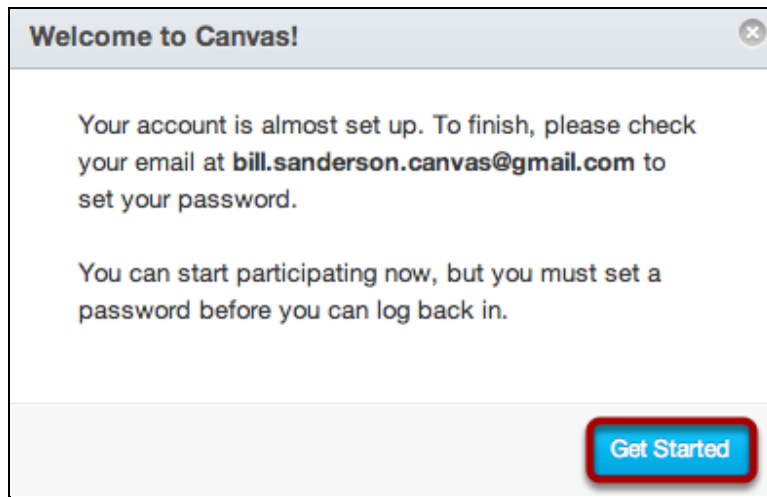 Welcome to Canvas!
Your account is almost set up. To finish, please check
your email at bill.sanderson.canvas@gmail.com to
set your password.
You can start participating now, but you must set a
password before you can log back in.
Get Started